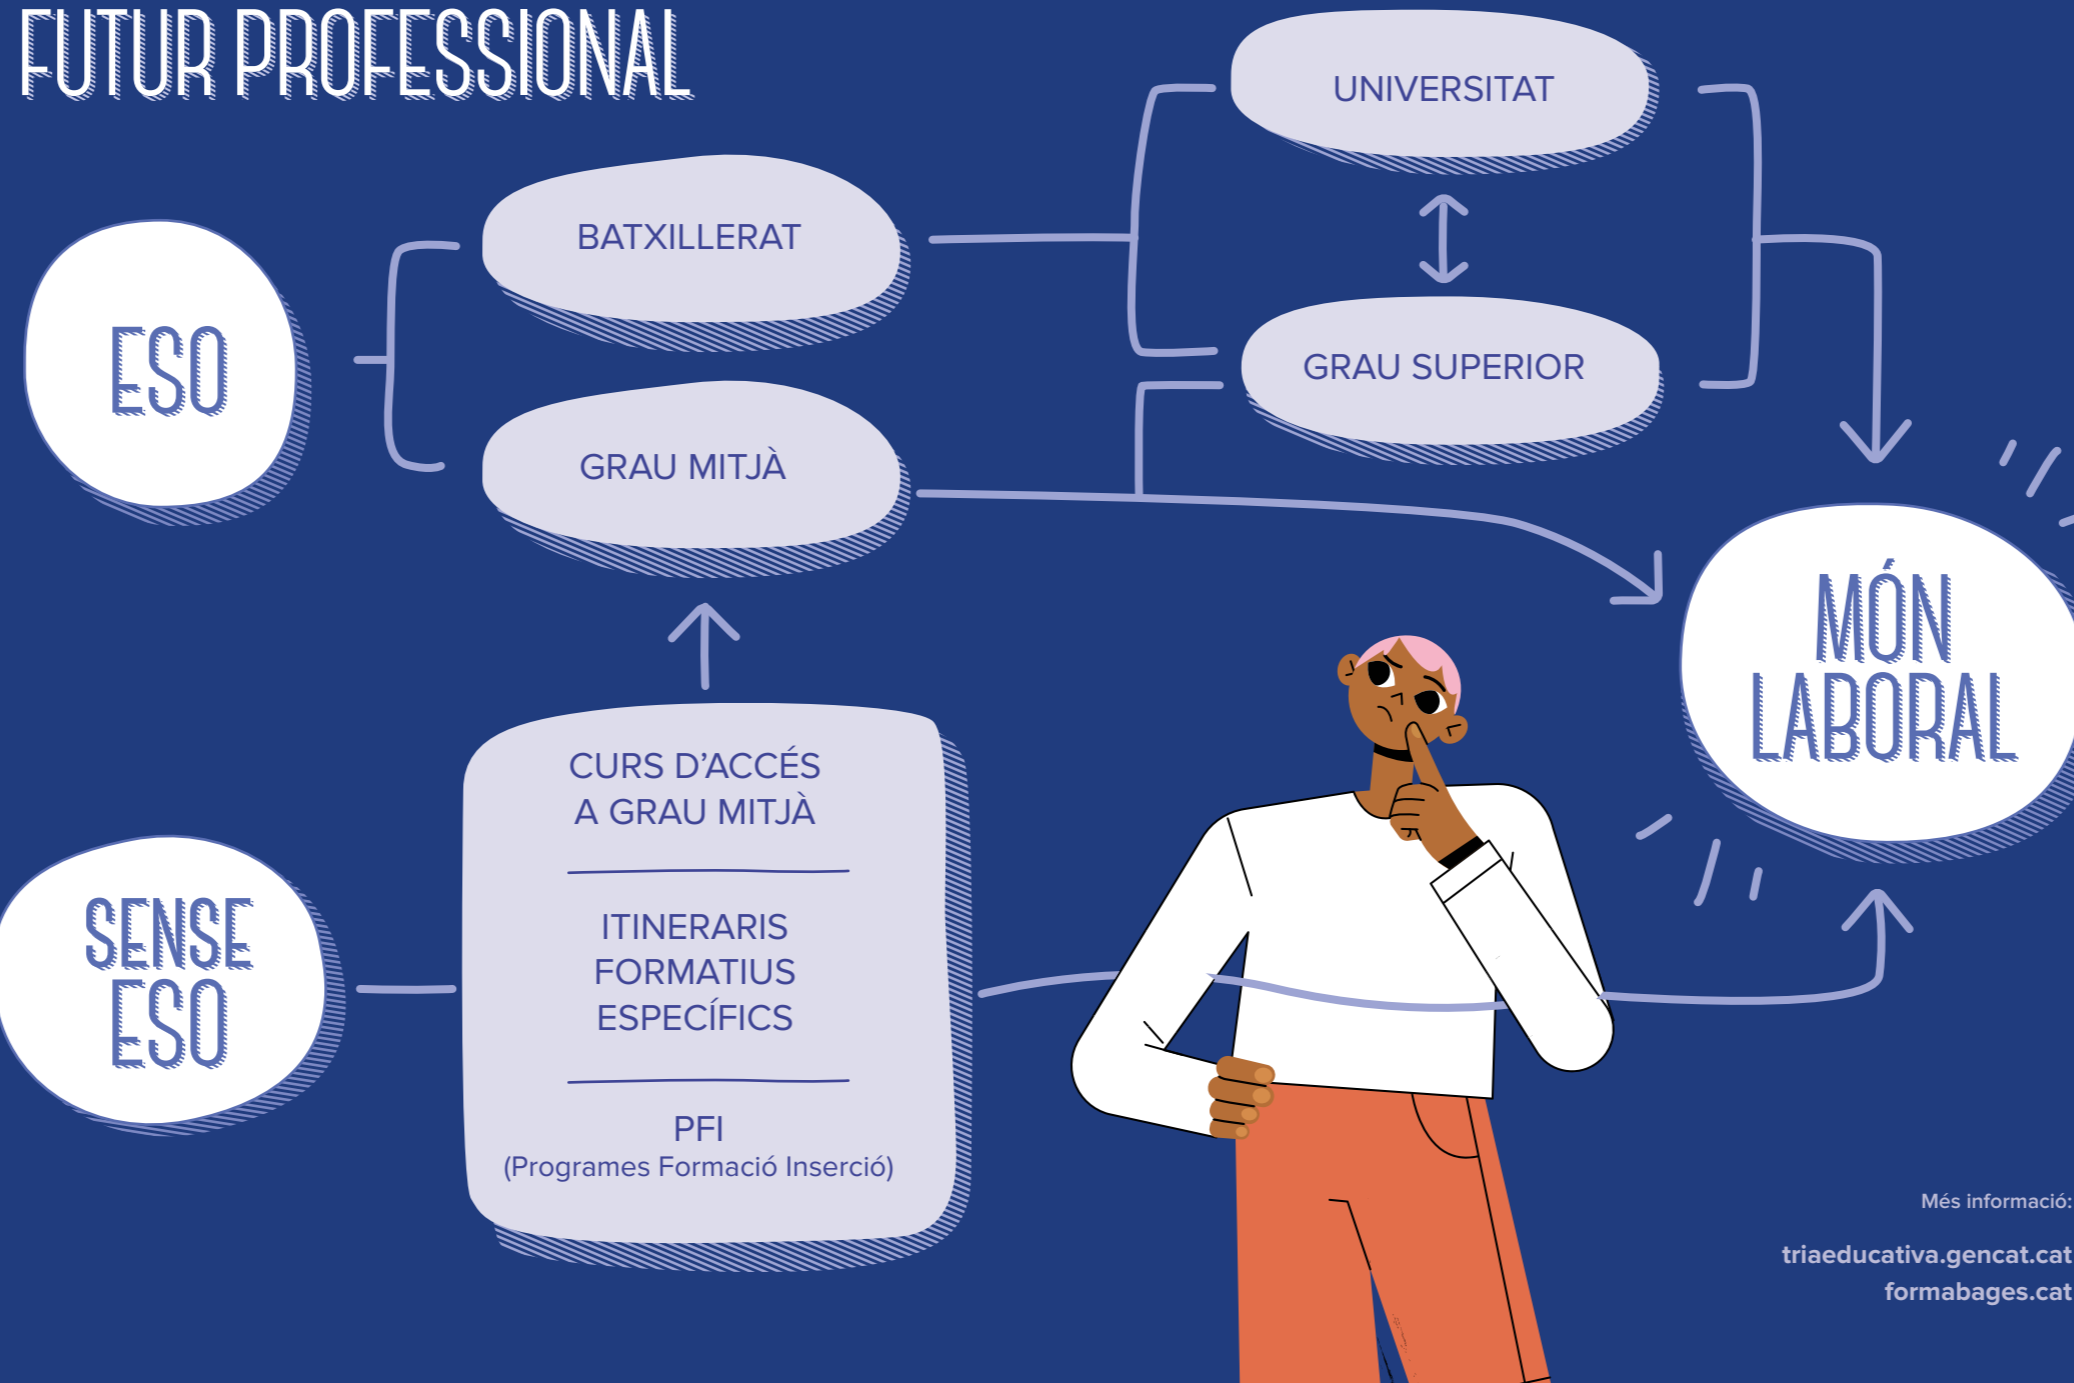 FUTUR PROFESSIONAL
UNIVERSITAT
BATXILLERAT
ESO
GRAU SUPERIOR
GRAU MITJÀ
MÓN
LABORAL
CURS D'ACCÉS
A GRAU MITJÀ
ITINERARIS
FORMATIUS
ESPECÍFICS
PFI
(Programes Formació Inserció)
SENSE
ESO
Més informació:
triaeducativa.gencat.cat
formabages.cat